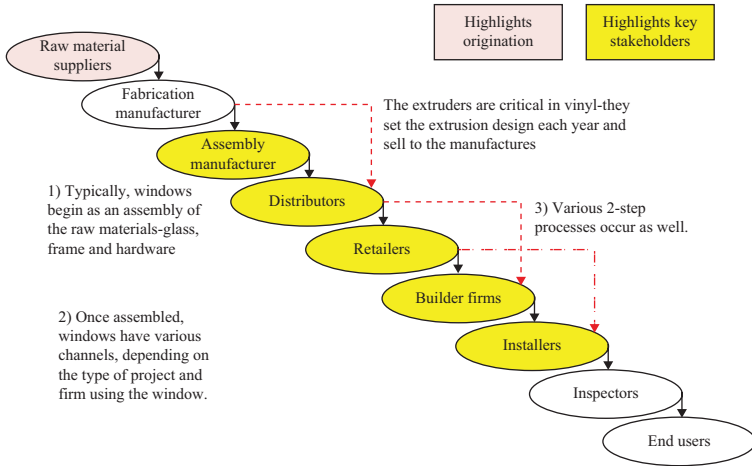 Highlights
origination
Highlights key
stakeholders
Raw material
suppliers
Fabrication
manufacturer
The extruders are critical in vinyl-they
set the extrusion design each year and
sell to the manufactures
Assembly
manufacturer
1) Typically, windows
begin as an assembly of
the raw materials-glass,
frame and hardware
Distributors
3) Various 2-step
processes occur as well.
Retailers
Builder firms
2) Once assembled,
windows have various
channels, depending on
the type of project and
firm using the window.
Installers
Inspectors
End users